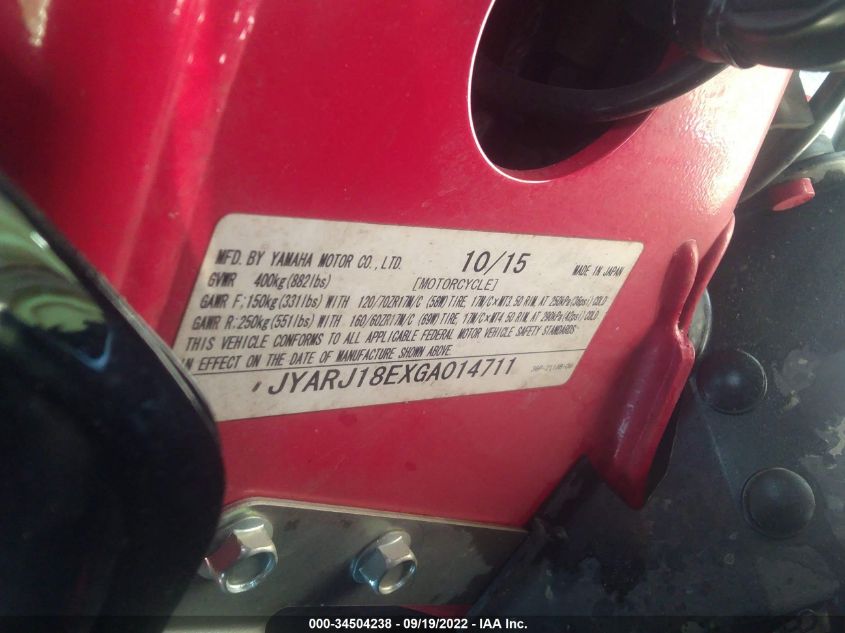 MFD. BY YAMAHA MOTOR CO., LTD. 10/15 MADE IN JAPAN
GVWR 400kg(882lbs) [MOTORCYCLE]
GAWR F:150kg(331lbs) WITH 120/70ZR17M/C (58W) TIRE, 17M/C×MT3.50 RIM, AT 250kPa(36psi) COLD
GAWR R:250kg(551lbs) WITH 160/60ZR17M/C (69W) TIRE, 17M/C×MT4.50 RIM, AT 290kPa(42psi) COLD
THIS VEHICLE CONFORMS TO ALL APPLICABLE FEDERAL MOTOR VEHICLE SAFETY STANDARDS
IN EFFECT ON THE DATE OF MANUFACTURE SHOWN ABOVE.
JYARJ18EXGA014711
000-34504238 - 09/19/2022 - IAA Inc.